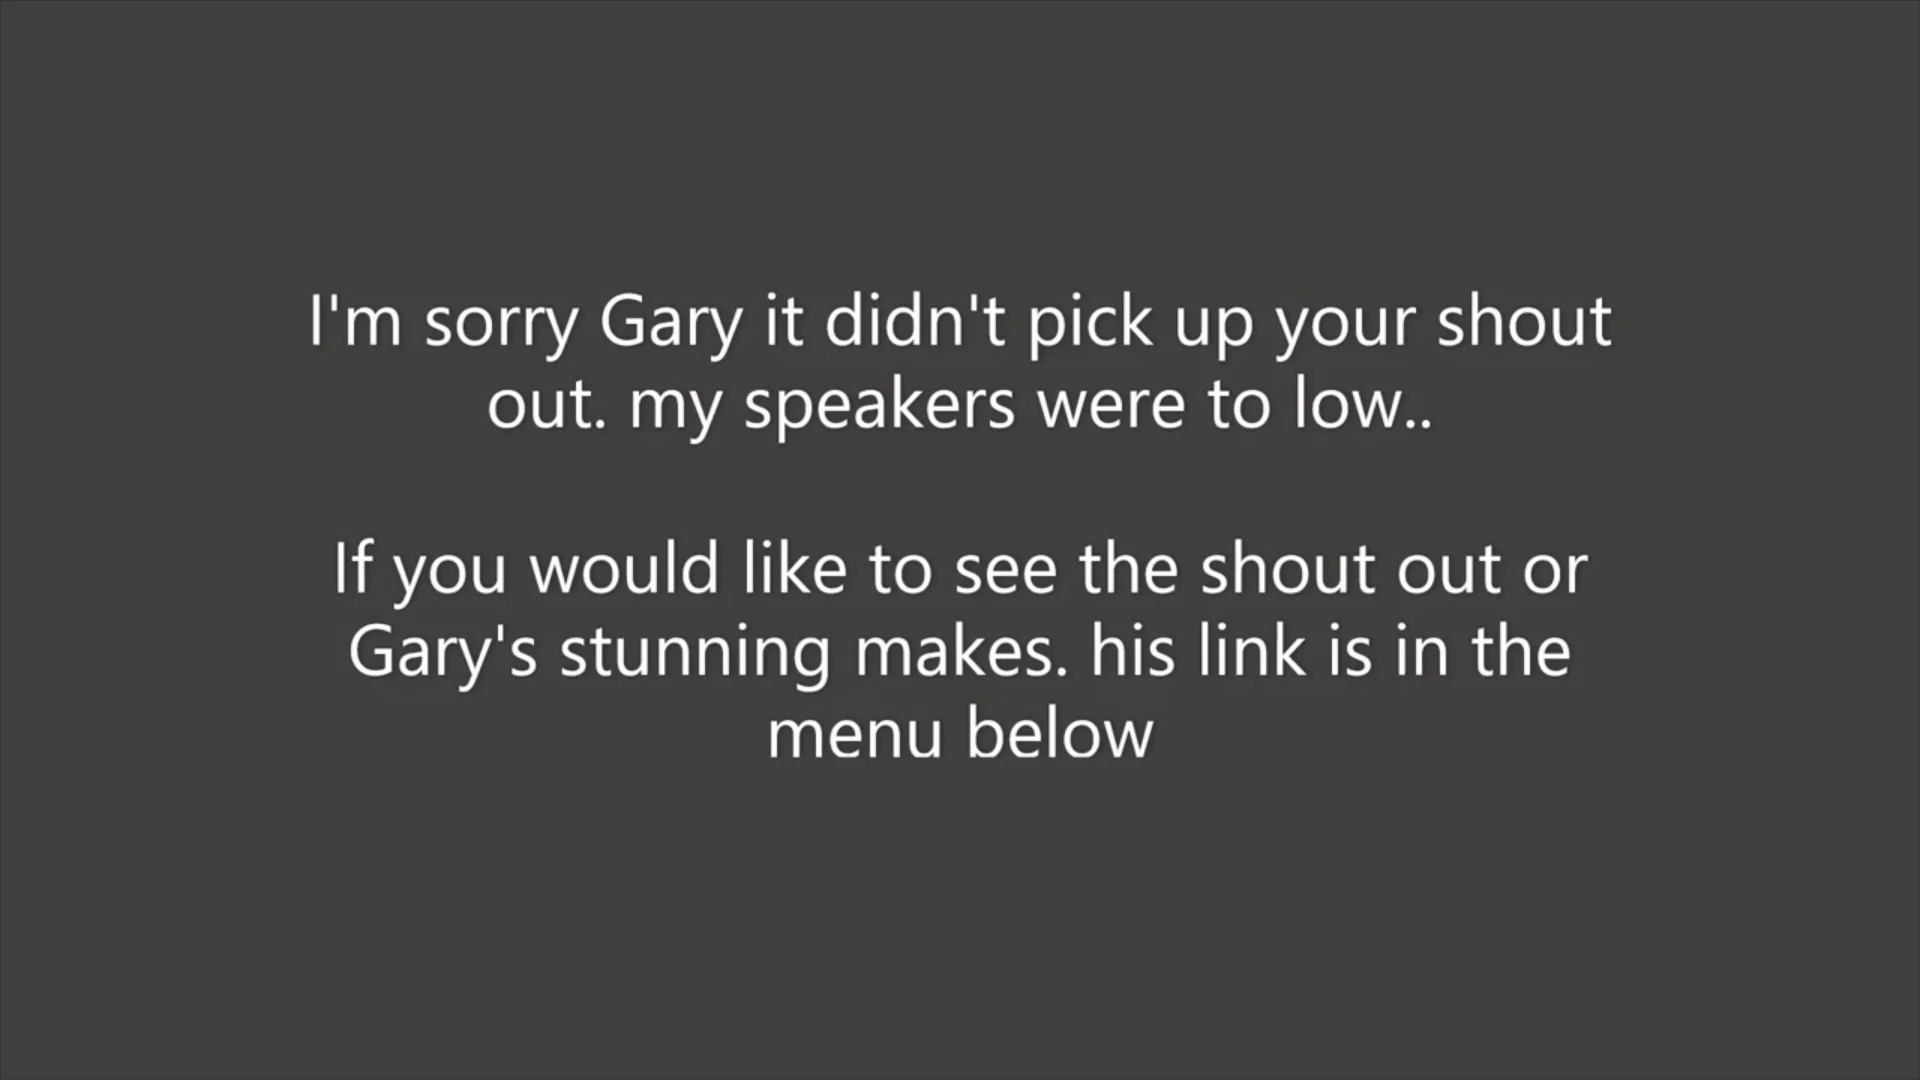 I'm sorry Gary it didn't pick up your shout
out. my speakers were to low..
If you would like to see the shout out or
Gary's stunning makes. his link is in the
menu below